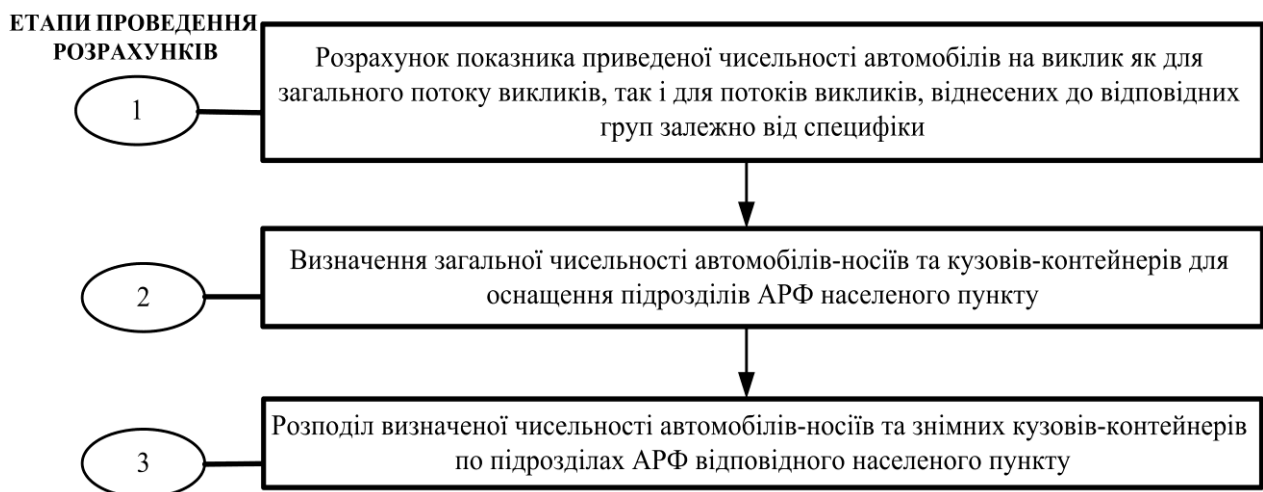 ЕТАПИ ПРОВЕДЕННЯ
РОЗРАХУНКІВ
1
Розрахунок показника приведеної чисельності автомобілів на виклик як для
загального потоку викликів, так і для потоків викликів, віднесених до відповідних
груп залежно від специфіки
2
Визначення загальної чисельності автомобілів-носіїв та кузовів-контейнерів для
оснащення підрозділів АРФ населеного пункту
3
Розподіл визначеної чисельності автомобілів-носіїв та знімних кузовів-контейнерів
по підрозділах АРФ відповідного населеного пункту